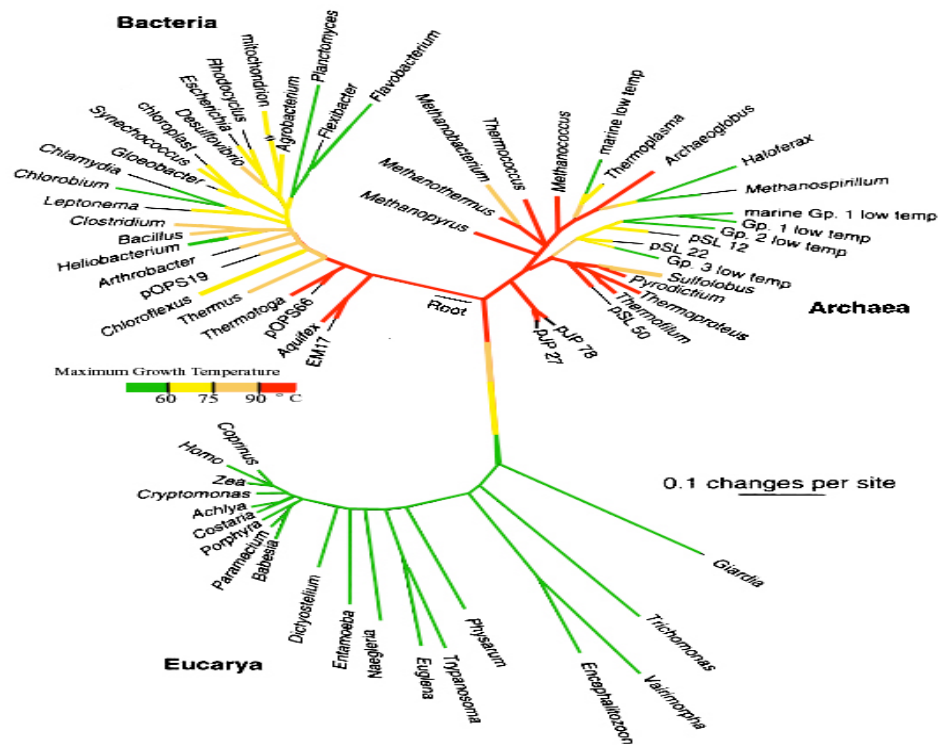 Bacteria
mitochondrion
Rhodocyclus
Escherichia
Desulfovibrio
chloroplast
Synechococcus
Gloeobacter
Chlamydia
Chlorobium
Leptonema
Clostridium
Bacillus
Heliobacterium
Arthrobacter
pOPS19
Chloroflexus
Thermus
Thermotoga
pOPS66
Aquifex
EM17
Agrobacterium
Planctomyces
Flexibacter
Flavobacterium
Root
Methanobacterium
Thermococcus
Methanothermus
Methanopyrus
Methanococcus
marine low temp
Thermoplasma
Archaeoglobus
Haloferax
Methanospirillum
marine Gp. 1 low temp
Gp. 1 low temp
Gp. 2 low temp
pSL 12
pSL 22
Gp. 3 low temp
Sulfolobus
Pyrodictium
Thermoproteus
Thermofilum
pSL 50
pJP 78
pJP 27
Archaea
Maximum Growth Temperature
60 75 90 ° C
Coprinus
Homo
Zea
Cryptomonas
Achlya
Costaria
Porphyra
Paramecium
Babesia
Dictyostelium
Entamoeba
Naegleria
Euglena
Trypanosoma
Physarum
Encephalitozoon
Vairimorpha
Trichomonas
Giardia
0.1 changes per site
Eucarya